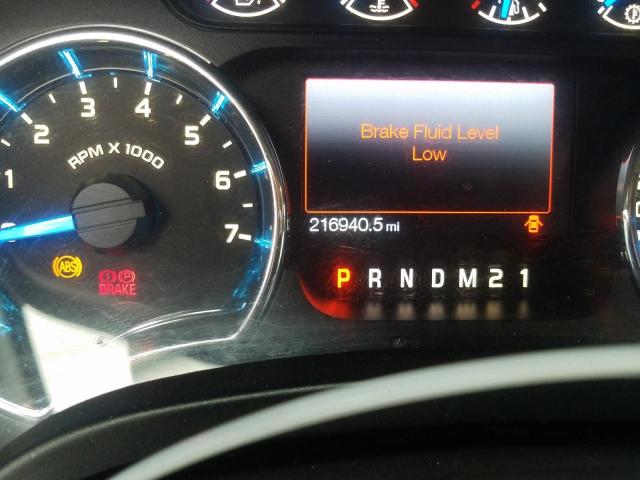 E
1
2
3
4
5
6
7
RPM X 1000
ABS
P
BRAKE
Brake Fluid Level
Low
216940.5 mi
P R N D M 2 1